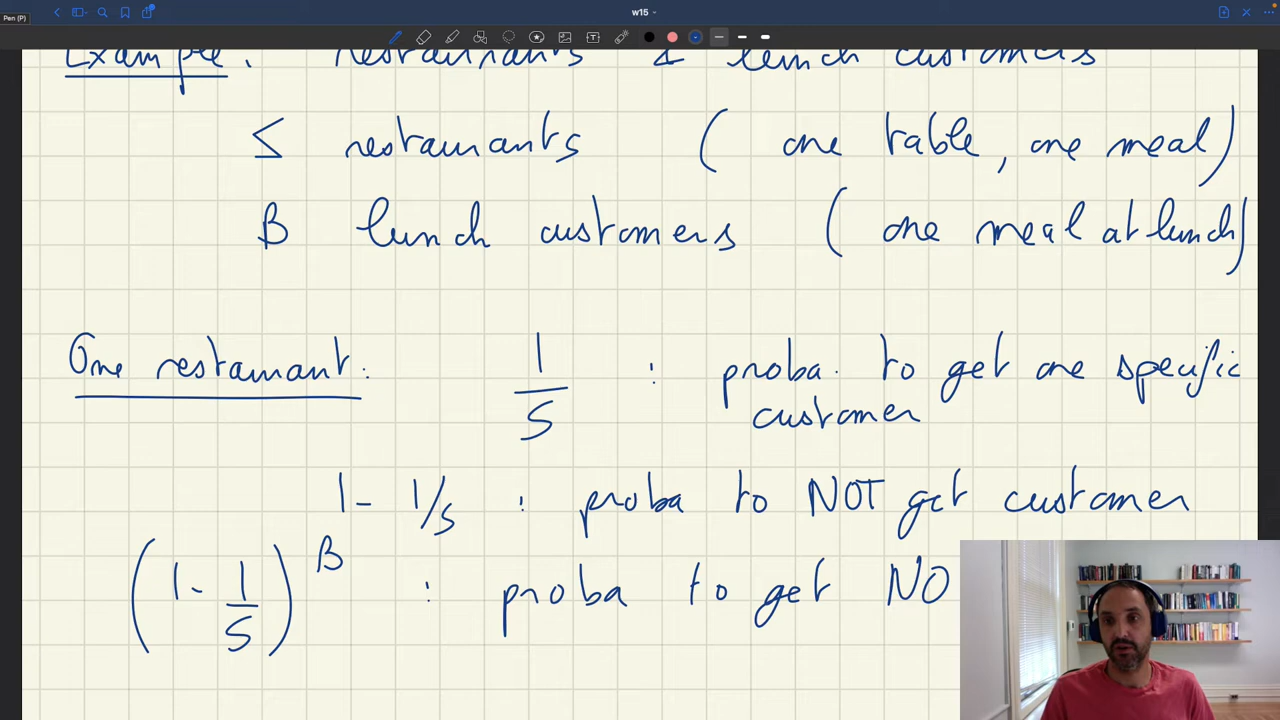 Pen (P)
w15
Example: Restaurants & lunch customers
S restaurants ( one table, one meal )
B lunch customers ( one meal at lunch )
One restaurant: 1/S : proba. to get one specific
customer
1 - 1/S : proba to NOT get customer
(1 - 1/S)^B : proba to get NO